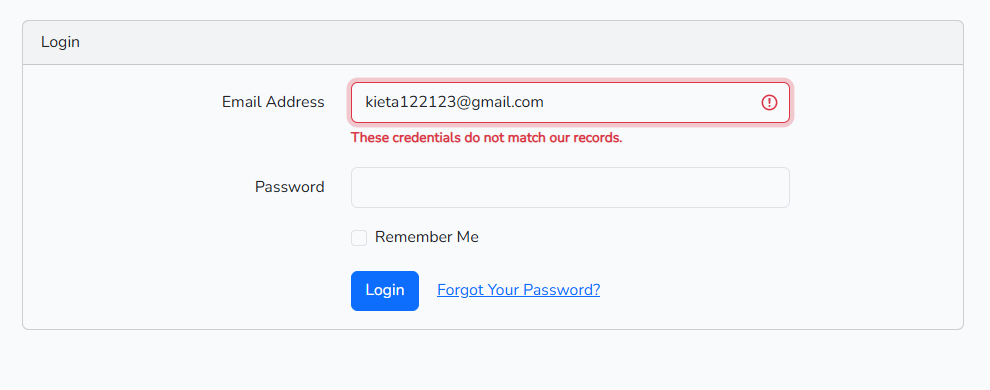 Login
Email Address
kieta122123@gmail.com
These credentials do not match our records.
Password
Remember Me
Login
Forgot Your Password?